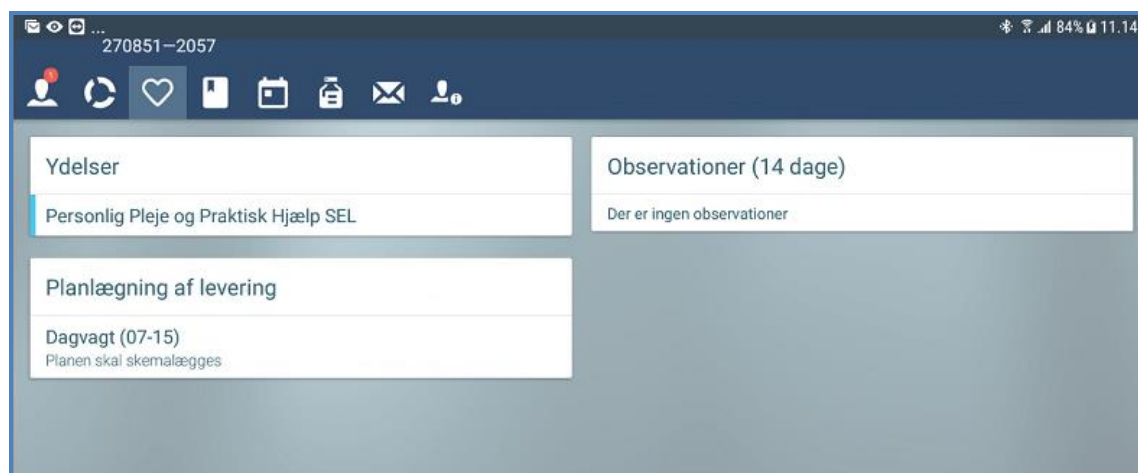 ...
84% 11.14
270851-2057
1
Ydelser
Personlig Pleje og Praktisk Hjælp SEL
Planlægning af levering
Dagvagt (07-15)
Planen skal skemalægges
Observationer (14 dage)
Der er ingen observationer